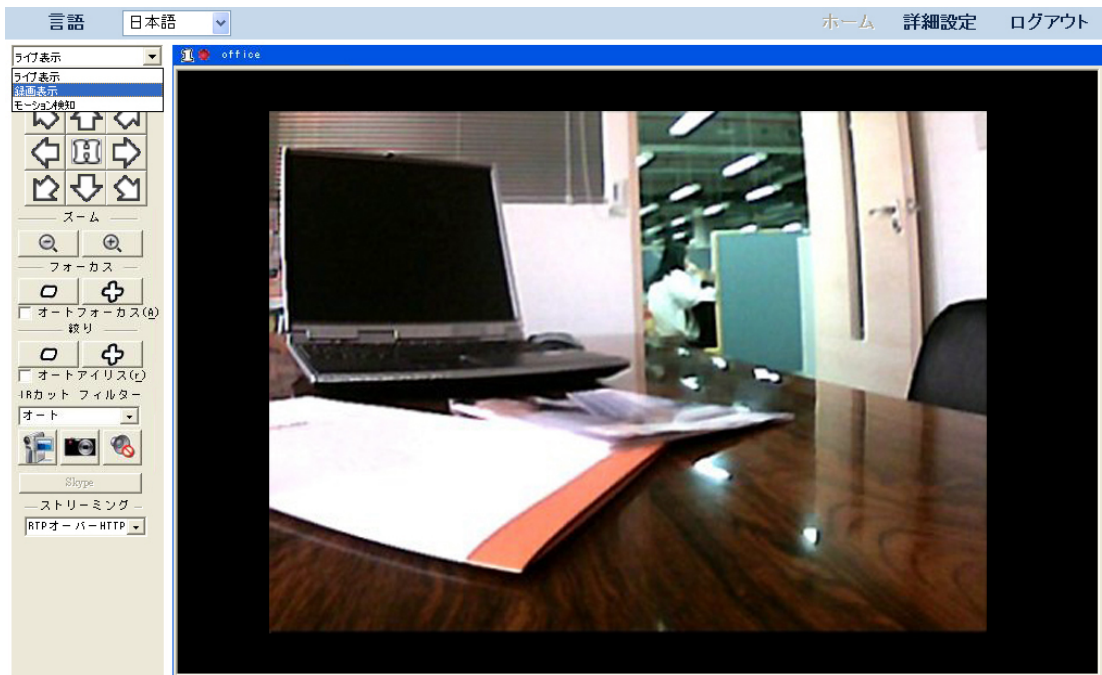 言語 日本語 ホーム 詳細設定 ログアウト
ライブ表示 office
ライブ表示
録画表示
モーション検知
ズーム
フォーカス
オートフォーカス(A)
絞り
オートアイリス(r)
IRカット フィルター
オート
Skype
ストリーミング
RTPオーバーHTTP